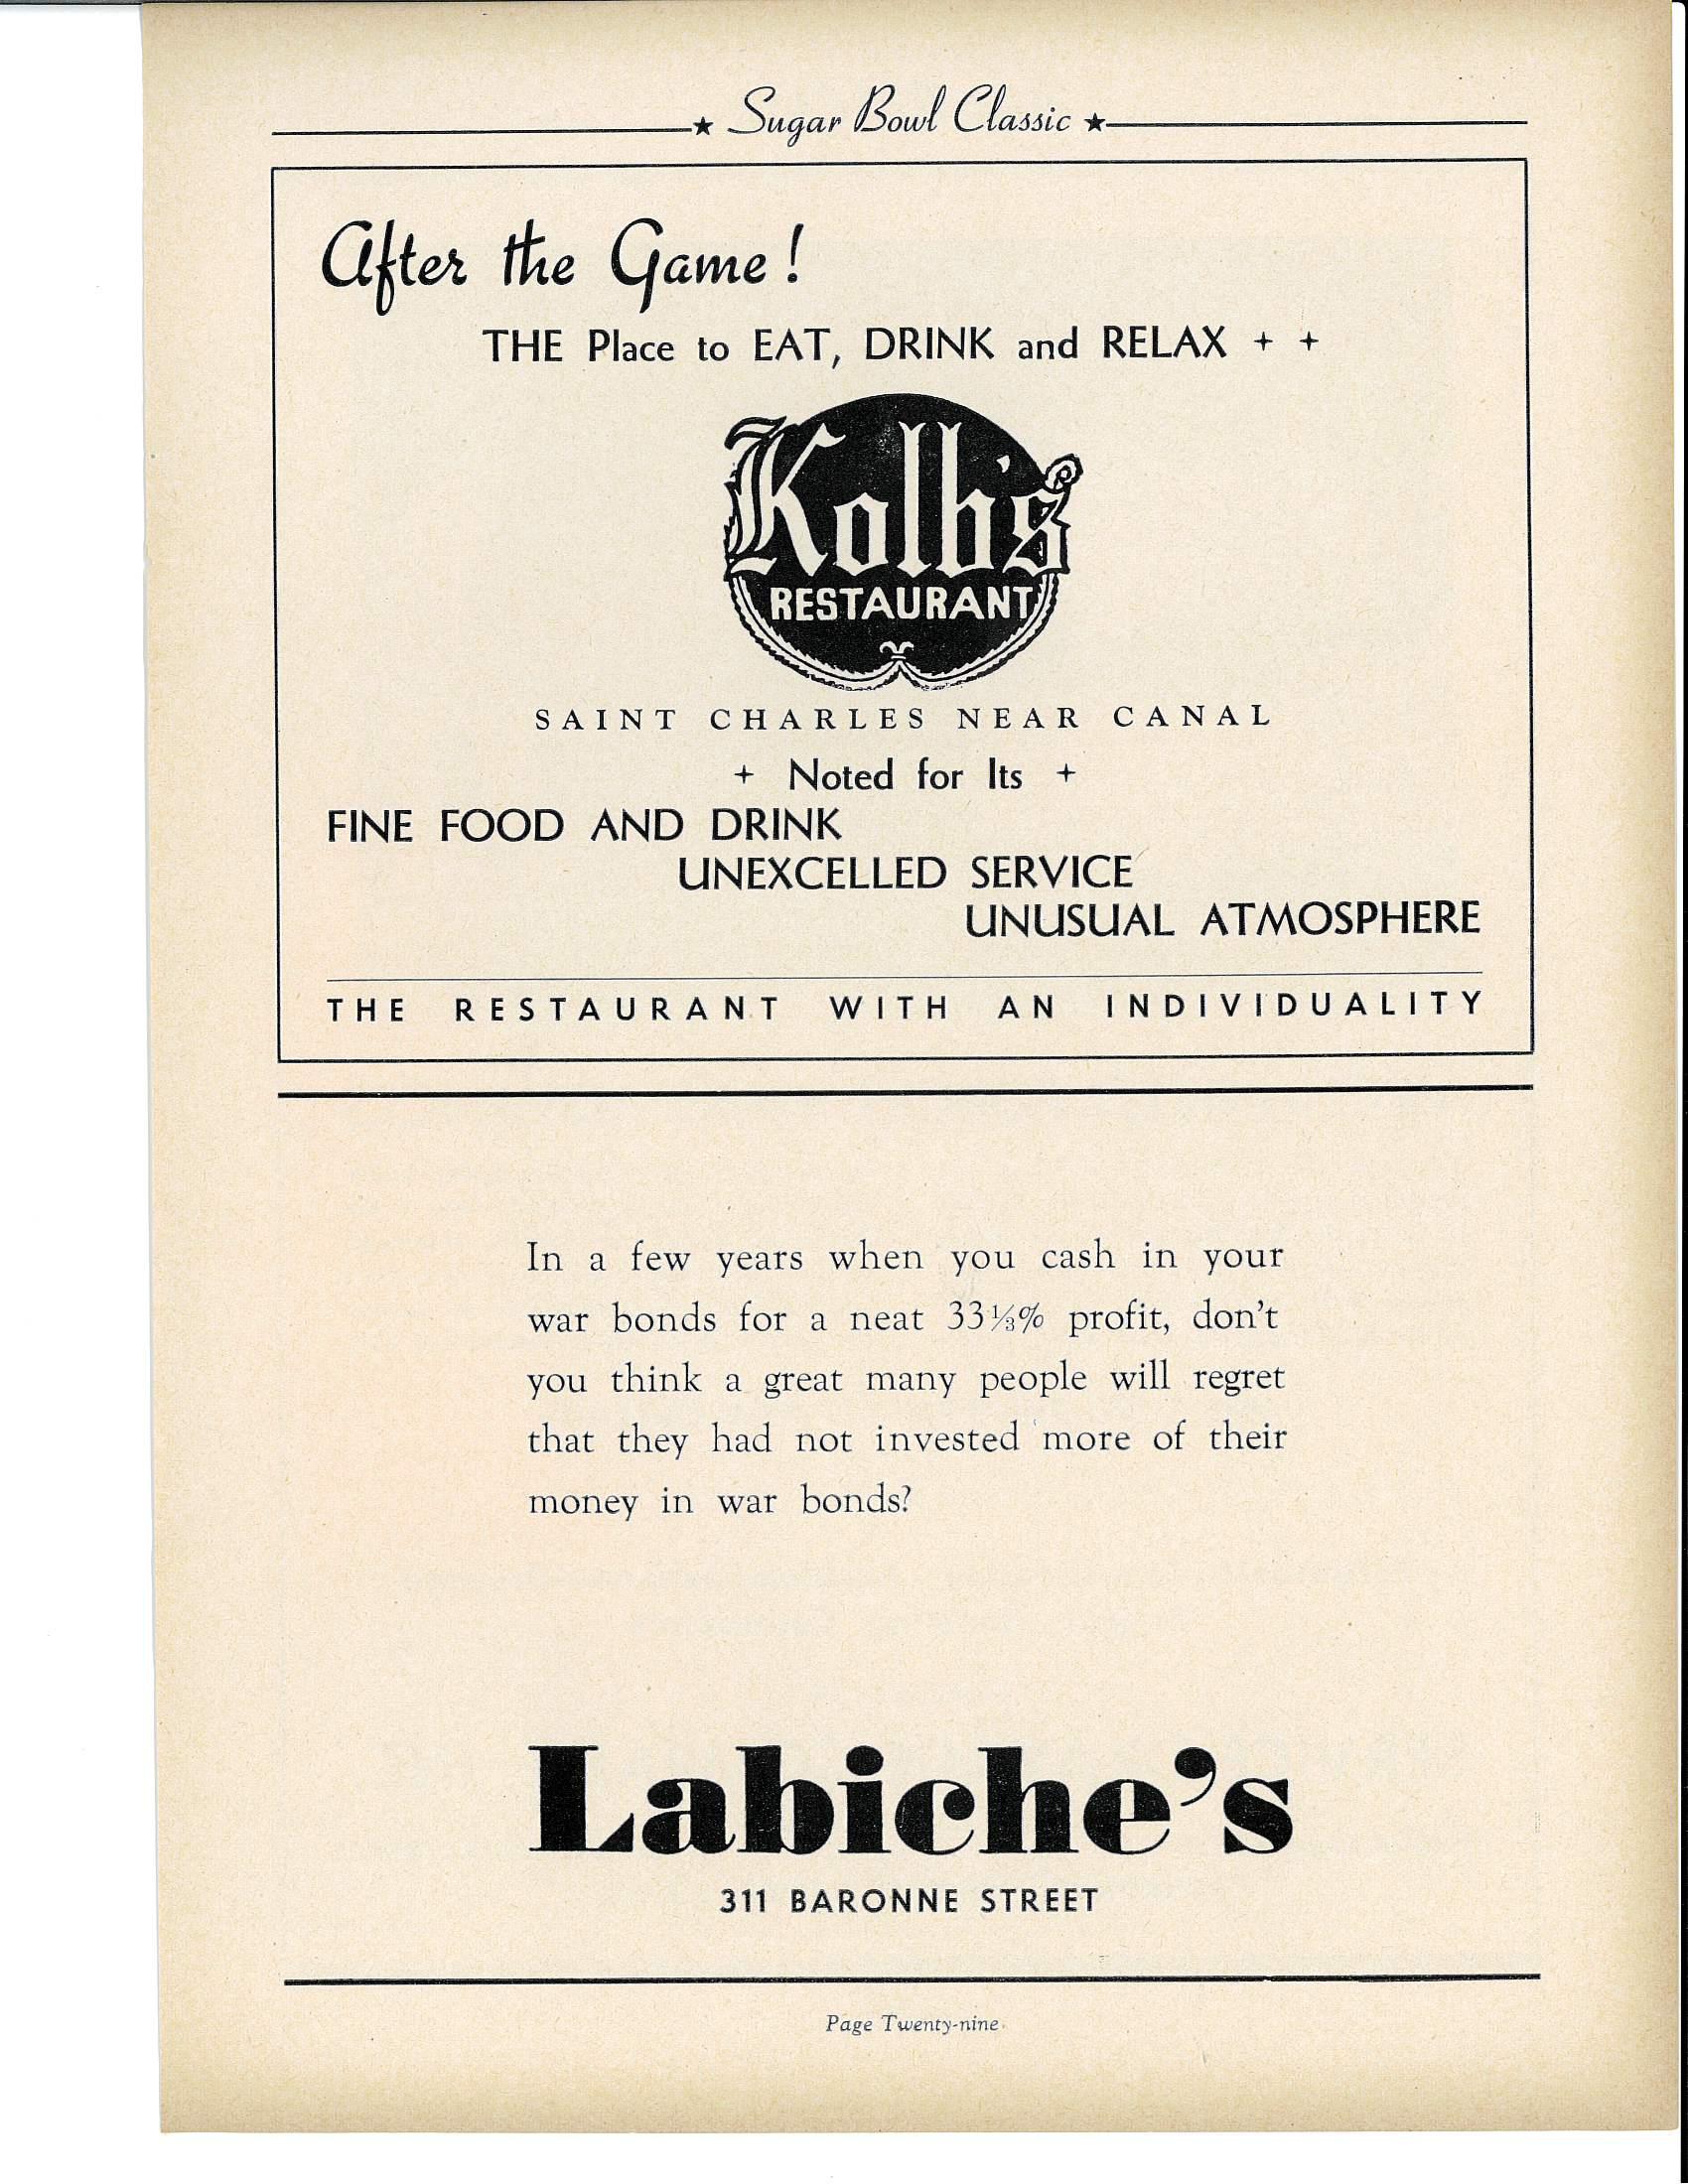 ★ Sugar Bowl Classic ★
After the Game!
THE Place to EAT, DRINK and RELAX + +
Kolb's
RESTAURANT
SAINT CHARLES NEAR CANAL
+ Noted for Its +
FINE FOOD AND DRINK
UNEXCELLED SERVICE
UNUSUAL ATMOSPHERE
THE RESTAURANT WITH AN INDIVIDUALITY
In a few years when you cash in your
war bonds for a neat 33⅓% profit, don't
you think a great many people will regret
that they had not invested more of their
money in war bonds?
Labiche's
311 BARONNE STREET
Page Twenty-nine